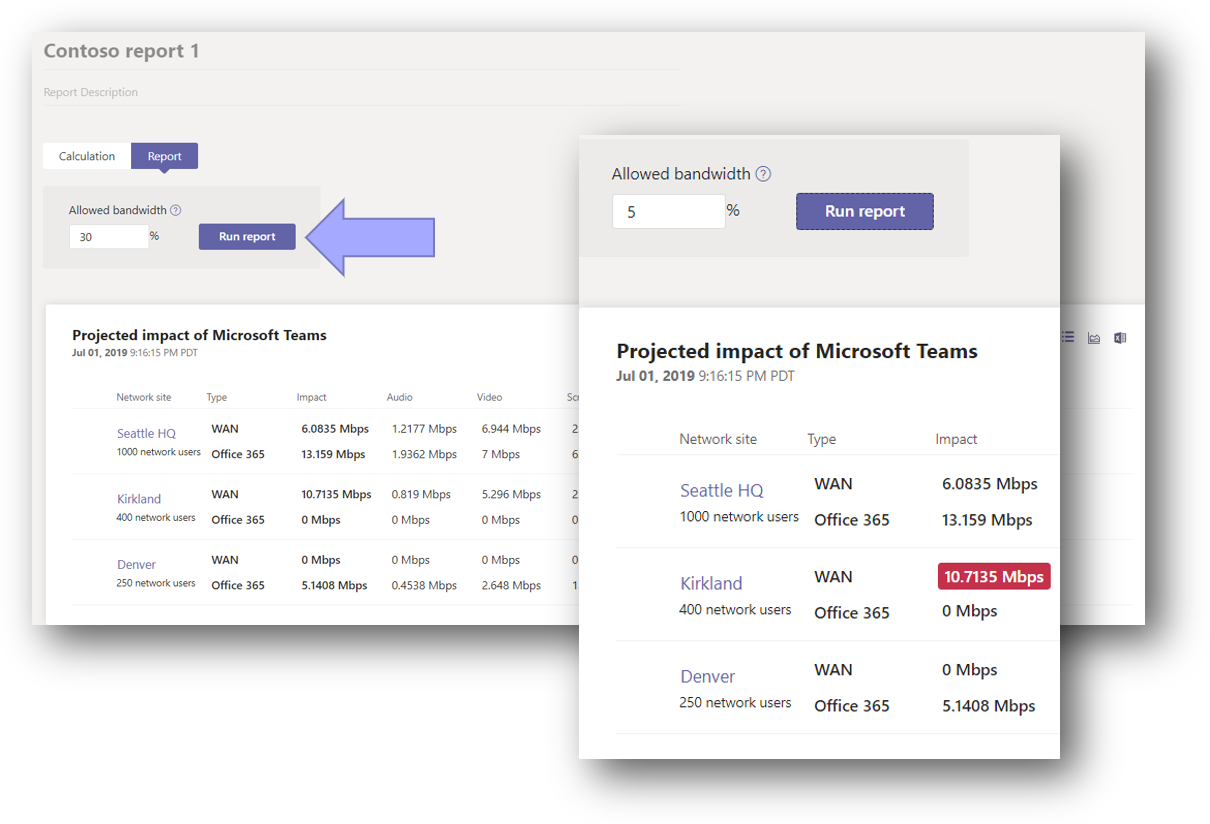 Contoso report 1
Report Description
Calculation Report
Allowed bandwidth ?
30 % Run report
Projected impact of Microsoft Teams
Jul 01, 2019 9:16:15 PM PDT
Network site Type Impact Audio Video
Seattle HQ WAN 6.0835 Mbps 1.2177 Mbps 6.944 Mbps 2
1000 network users Office 365 13.159 Mbps 1.9362 Mbps 7 Mbps 6
Kirkland WAN 10.7135 Mbps 0.819 Mbps 5.296 Mbps 2
400 network users Office 365 0 Mbps 0 Mbps 0 Mbps 0
Denver WAN 0 Mbps 0 Mbps 0 Mbps 0
250 network users Office 365 5.1408 Mbps 0.4538 Mbps 2.648 Mbps 1
Allowed bandwidth ?
5 % Run report
Projected impact of Microsoft Teams
Jul 01, 2019 9:16:15 PM PDT
Network site Type Impact
Seattle HQ WAN 6.0835 Mbps
1000 network users Office 365 13.159 Mbps
Kirkland WAN 10.7135 Mbps
400 network users Office 365 0 Mbps
Denver WAN 0 Mbps
250 network users Office 365 5.1408 Mbps